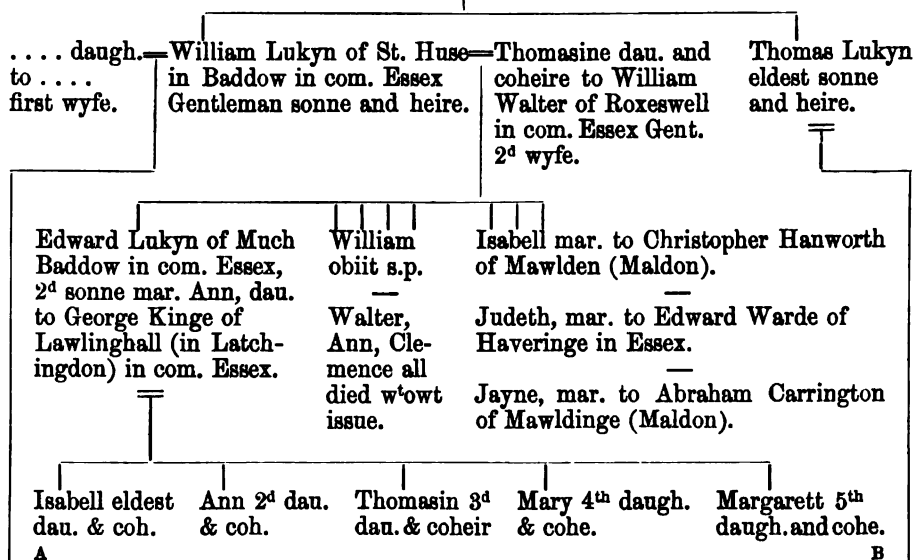 . . . . daugh.
to . . . .
first wyfe.
William Lukyn of St. Huse
in Baddow in com. Essex
Gentleman sonne and heire.
Thomasine dau. and
coheire to William
Walter of Roxeswell
in com. Essex Gent.
2d wyfe.
Thomas Lukyn
eldest sonne
and heire.
Edward Lukyn of Much
Baddow in com. Essex,
2d sonne mar. Ann, dau.
to George Kinge of
Lawlinghall (in Latch-
ingdon) in com. Essex.
William
obiit s.p.
—
Walter,
Ann, Cle-
mence all
died wtowt
issue.
Isabell mar. to Christopher Hanworth
of Mawlden (Maldon).
—
Judeth, mar. to Edward Warde of
Haveringe in Essex.
—
Jayne, mar. to Abraham Carrington
of Mawldinge (Maldon).
Isabell eldest
dau. & coh.
A
Ann 2d dau.
& coh.
Thomasin 3d
dau. & coheir
Mary 4th daugh.
& cohe.
Margarett 5th
daugh. and cohe.
B